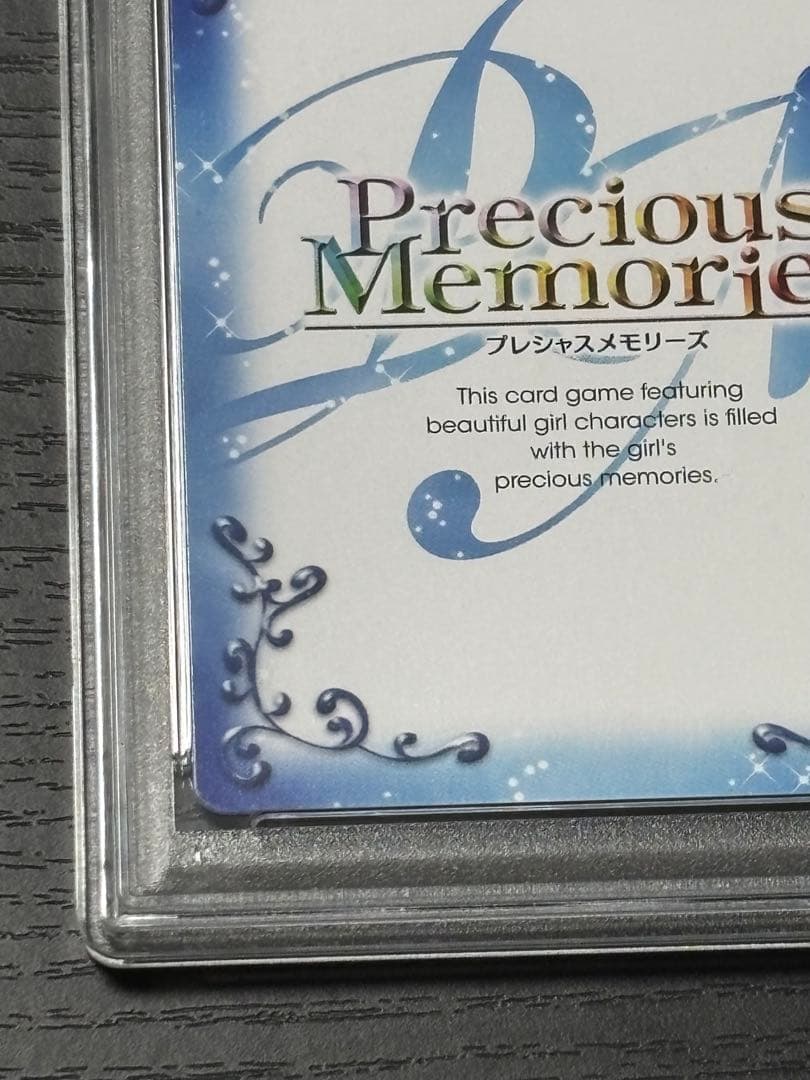 Precious
Memorie
プレシャスメモリーズ
This card game featuring
beautiful girl characters is filled
with the girl's
precious memories.